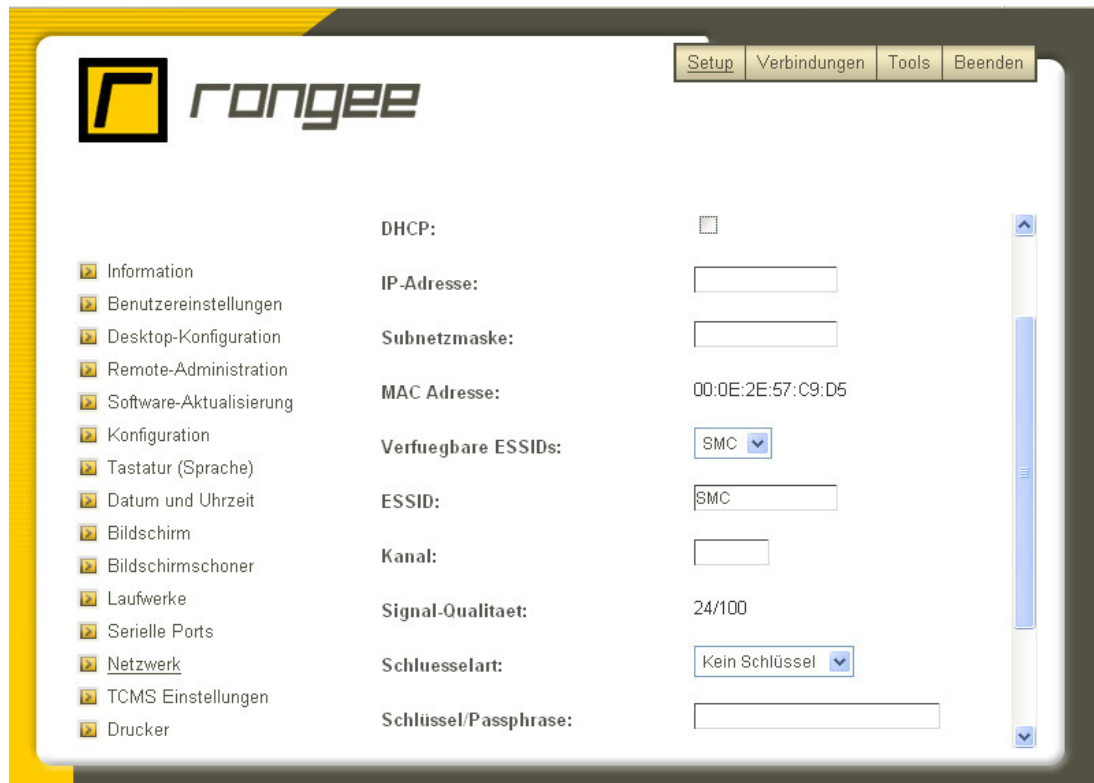 Setup Verbindungen Tools Beenden
r rangee
Information
Benutzereinstellungen
Desktop-Konfiguration
Remote-Administration
Software-Aktualisierung
Konfiguration
Tastatur (Sprache)
Datum und Uhrzeit
Bildschirm
Bildschirmschoner
Laufwerke
Serielle Ports
Netzwerk
TCMS Einstellungen
Drucker
DHCP:
IP-Adresse:
Subnetzmaske:
MAC Adresse: 00:0E:2E:57:C9:D5
Verfuegbare ESSIDs: SMC
ESSID: SMC
Kanal:
Signal-Qualitaet: 24/100
Schluesselart: Kein Schlüssel
Schlüssel/Passphrase: